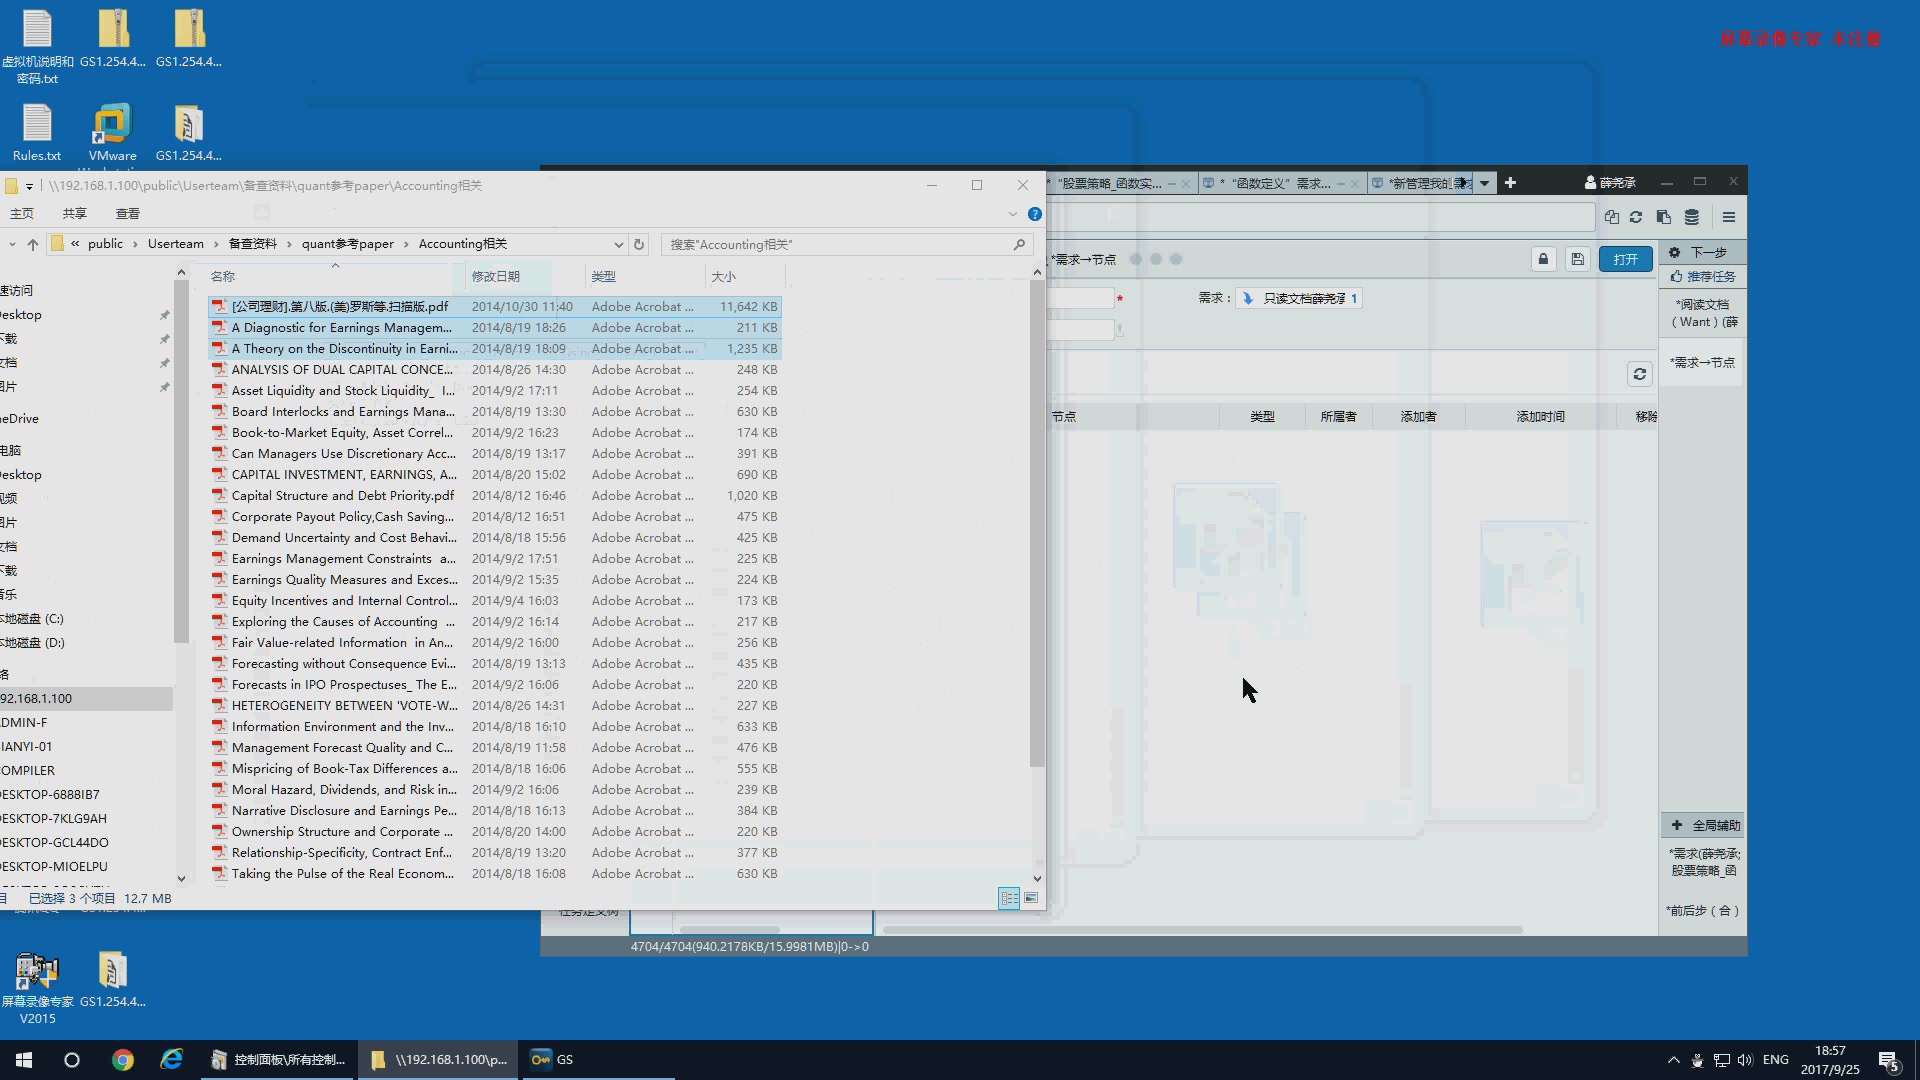 虚拟机说明和
密码.txt
GS1.254.4...
GS1.254.4...
屏幕录像专家 未注册
Rules.txt
VMware
GS1.254.4...
\\192.168.1.100\public\Userteam\备查资料\quant参考paper\Accounting相关
主页 共享 查看
« public › Userteam › 备查资料 › quant参考paper › Accounting相关
搜索"Accounting相关"
名称 修改日期 类型 大小
[公司理财].第八版.(美)罗斯等.扫描版.pdf 2014/10/30 11:40 Adobe Acrobat ... 11,642 KB
A Diagnostic for Earnings Managem... 2014/8/19 18:26 Adobe Acrobat ... 211 KB
A Theory on the Discontinuity in Earni... 2014/8/19 18:09 Adobe Acrobat ... 1,235 KB
ANALYSIS OF DUAL CAPITAL CONCE... 2014/8/26 14:30 Adobe Acrobat ... 248 KB
Asset Liquidity and Stock Liquidity_ I... 2014/9/2 17:11 Adobe Acrobat ... 254 KB
Board Interlocks and Earnings Mana... 2014/8/19 13:30 Adobe Acrobat ... 630 KB
Book-to-Market Equity, Asset Correl... 2014/9/2 16:23 Adobe Acrobat ... 174 KB
Can Managers Use Discretionary Acc... 2014/8/19 13:17 Adobe Acrobat ... 391 KB
CAPITAL INVESTMENT, EARNINGS, A... 2014/8/20 15:02 Adobe Acrobat ... 690 KB
Capital Structure and Debt Priority.pdf 2014/8/12 16:46 Adobe Acrobat ... 1,020 KB
Corporate Payout Policy,Cash Saving... 2014/8/12 16:51 Adobe Acrobat ... 475 KB
Demand Uncertainty and Cost Behavi... 2014/8/18 15:56 Adobe Acrobat ... 425 KB
Earnings Management Constraints a... 2014/9/2 17:51 Adobe Acrobat ... 225 KB
Earnings Quality Measures and Exces... 2014/9/2 15:35 Adobe Acrobat ... 224 KB
Equity Incentives and Internal Control... 2014/9/4 16:03 Adobe Acrobat ... 173 KB
Exploring the Causes of Accounting ... 2014/9/2 16:14 Adobe Acrobat ... 217 KB
Fair Value-related Information in An... 2014/9/2 16:00 Adobe Acrobat ... 256 KB
Forecasting without Consequence Evi... 2014/8/19 13:13 Adobe Acrobat ... 435 KB
Forecasts in IPO Prospectuses_ The E... 2014/9/2 16:06 Adobe Acrobat ... 220 KB
HETEROGENEITY BETWEEN 'VOTE-W... 2014/8/26 14:31 Adobe Acrobat ... 227 KB
Information Environment and the Inv... 2014/8/18 16:10 Adobe Acrobat ... 633 KB
Management Forecast Quality and C... 2014/8/19 11:58 Adobe Acrobat ... 476 KB
Mispricing of Book-Tax Differences a... 2014/8/18 16:06 Adobe Acrobat ... 555 KB
Moral Hazard, Dividends, and Risk in... 2014/9/2 16:06 Adobe Acrobat ... 239 KB
Narrative Disclosure and Earnings Pe... 2014/8/18 16:13 Adobe Acrobat ... 384 KB
Ownership Structure and Corporate ... 2014/8/20 14:00 Adobe Acrobat ... 220 KB
Relationship-Specificity, Contract Enf... 2014/8/19 13:20 Adobe Acrobat ... 377 KB
Taking the Pulse of the Real Econom... 2014/8/18 16:08 Adobe Acrobat ... 630 KB
速访问
Desktop
下载
文档
图片
neDrive
电脑
Desktop
视频
图片
文档
下载
音乐
本地磁盘 (C:)
本地磁盘 (D:)
络
92.168.1.100
ADMIN-F
IANYI-01
COMPILER
DESKTOP-6888IB7
DESKTOP-7KLG9AH
DESKTOP-GCL44DO
DESKTOP-MIOELPU
目 已选择 3 个项目 12.7 MB
*"股票策略_函数实...
* "函数定义" 需求...
*新管理我的需求
薛尧承
*需求→节点
打开
需求： 只读文档薛尧承 1
节点 类型 所属者 添加者 添加时间 移除
下一步
推荐任务
*阅读文档
（Want）(薛
*需求→节点
全局辅助
*需求(薛尧承;
股票策略_函
*前后步（合）
4704/4704(940.2178KB/15.9981MB)|0->0
屏幕录像专家
V2015
GS1.254.4...
控制面板\所有控制...
\\192.168.1.100\p...
GS
ENG
18:57
2017/9/25
5